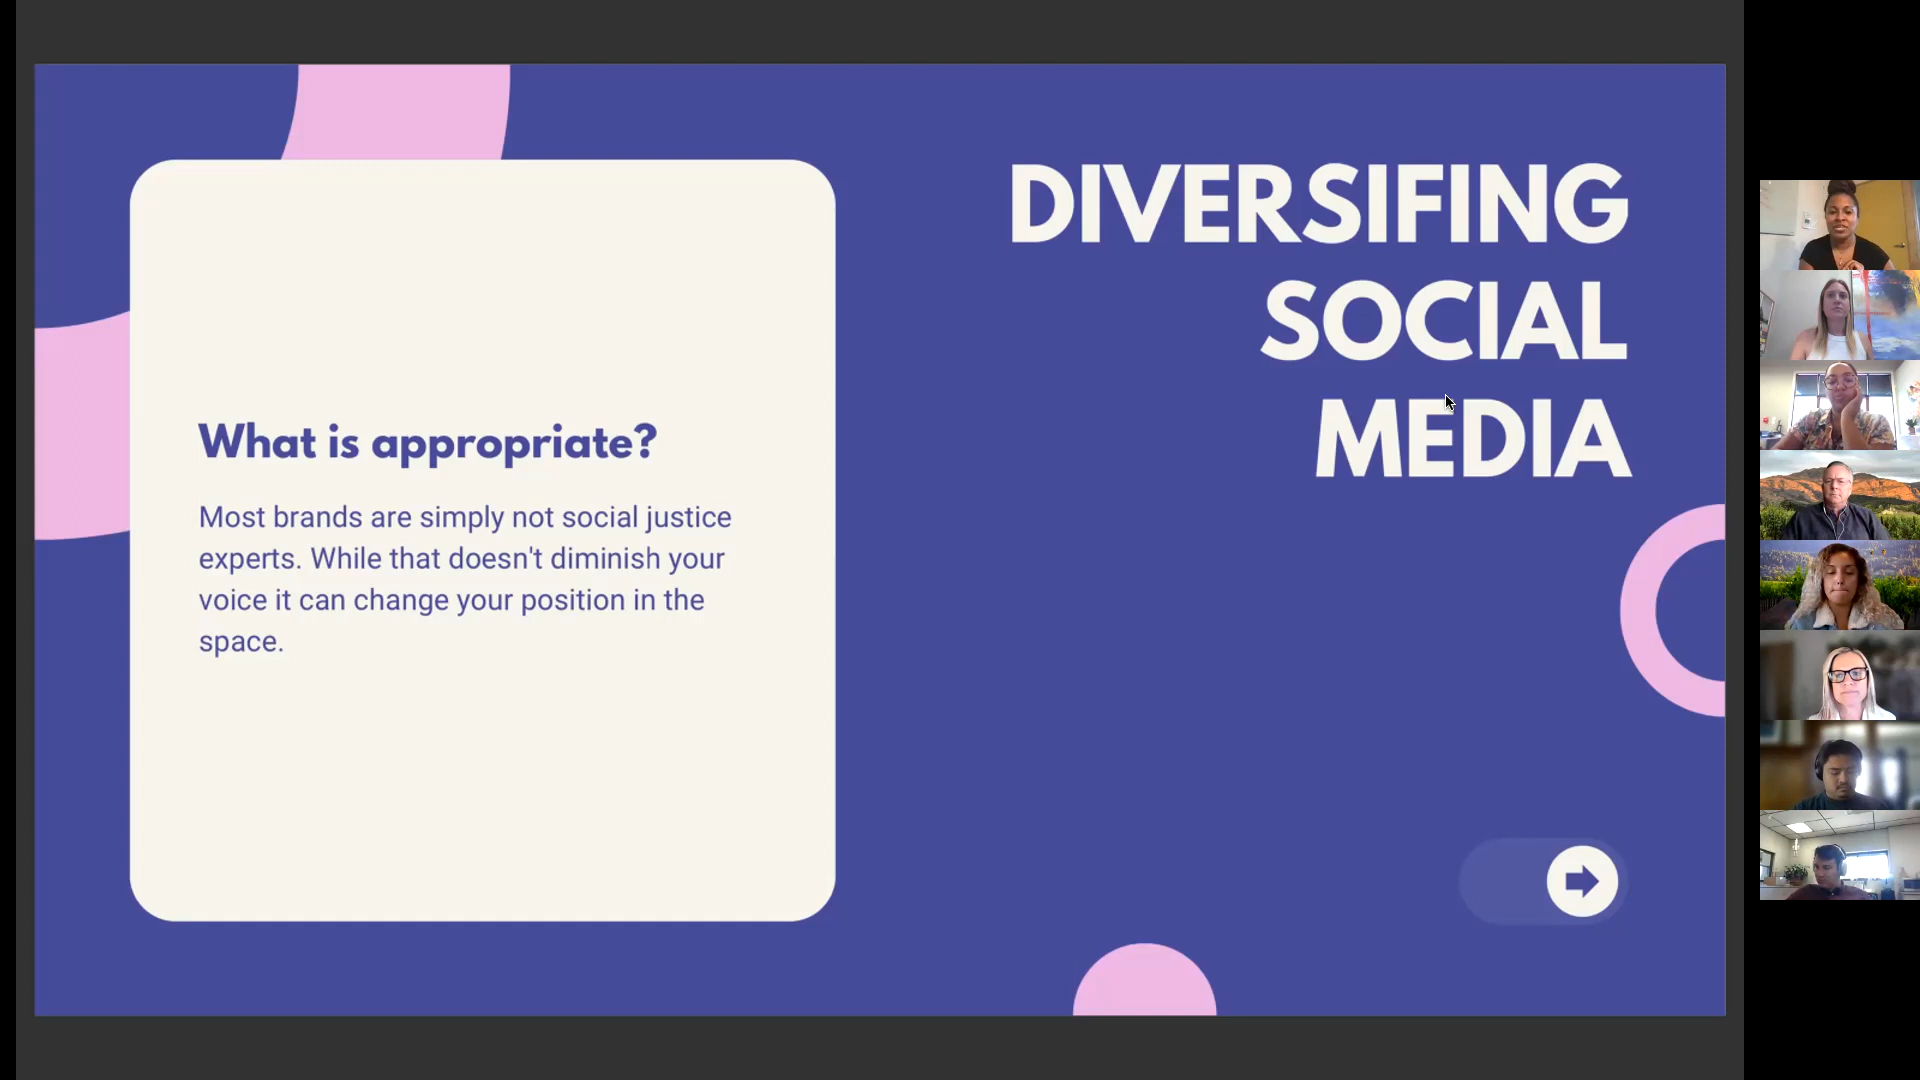 DIVERSIFING
SOCIAL
MEDIA
What is appropriate?
Most brands are simply not social justice
experts. While that doesn't diminish your
voice it can change your position in the
space.